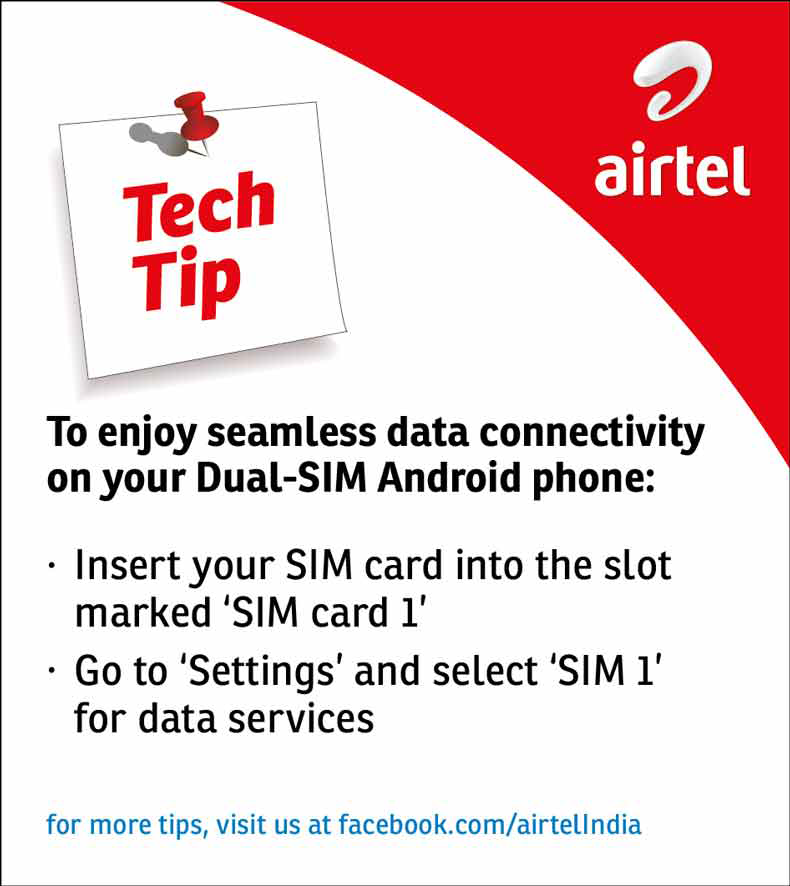 airtel
Tech
Tip
To enjoy seamless data connectivity
on your Dual-SIM Android phone:
· Insert your SIM card into the slot
marked ‘SIM card 1’
· Go to ‘Settings’ and select ‘SIM 1’
for data services
for more tips, visit us at facebook.com/airtelIndia